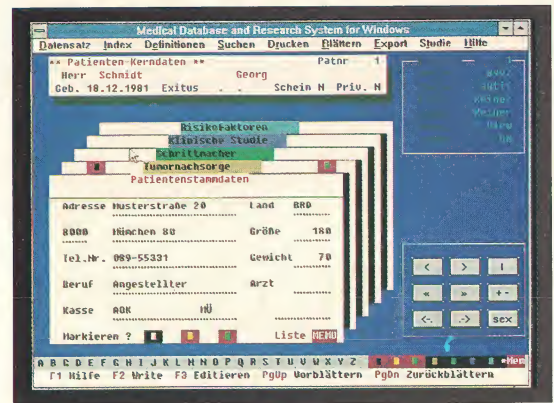 Medical Database and Research System for Windows
Datensatz Index Definitionen Suchen Drucken Blättern Export Studie Hilfe
** Patienten-Kerndaten ** Patnr 1
Herr Schmidt Georg
Geb. 18.12.1981 Exitus . . Schein N Priv. N
Risikofaktoren
Klinische Studie
Schrittmacher
Tumornachsorge
Patientenstammdaten
Adresse Musterstraße 20 Land BRD
8000 München 80 Größe 180
Tel.Nr. 089-55331 Gewicht 70
Beruf Angestellter Arzt
Kasse AOK MÜ
Markieren ? Liste MEMO
< > I
« » +-
<-. .-> sex
A B C D E F G H I J K L M N O P Q R S T U V W X Y Z
F1 Hilfe F2 Write F3 Editieren PgUp Vorblättern PgDn Zurückblättern